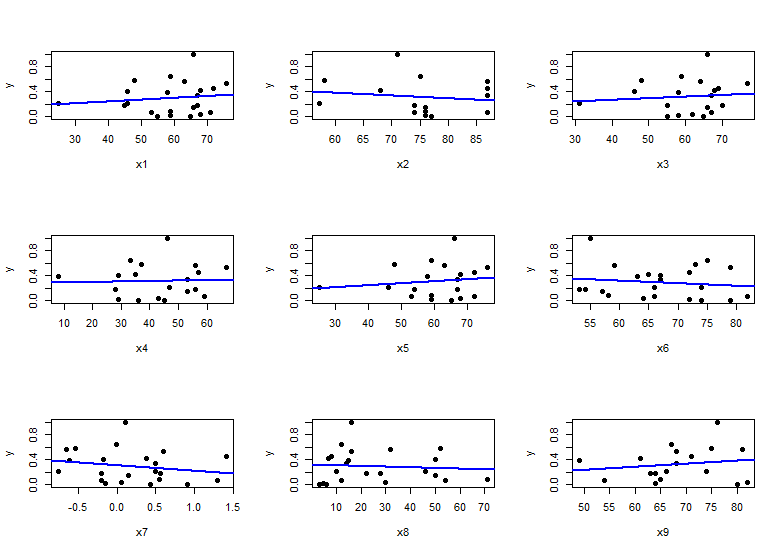 y
0.0 0.4 0.8
30 40 50 60 70
x1
y
0.0 0.4 0.8
60 65 70 75 80 85
x2
y
0.0 0.4 0.8
30 40 50 60 70
x3
y
0.0 0.4 0.8
10 20 30 40 50 60
x4
y
0.0 0.4 0.8
30 40 50 60 70
x5
y
0.0 0.4 0.8
55 60 65 70 75 80
x6
y
0.0 0.4 0.8
-0.5 0.0 0.5 1.0 1.5
x7
y
0.0 0.4 0.8
10 20 30 40 50 60 70
x8
y
0.0 0.4 0.8
50 55 60 65 70 75 80
x9